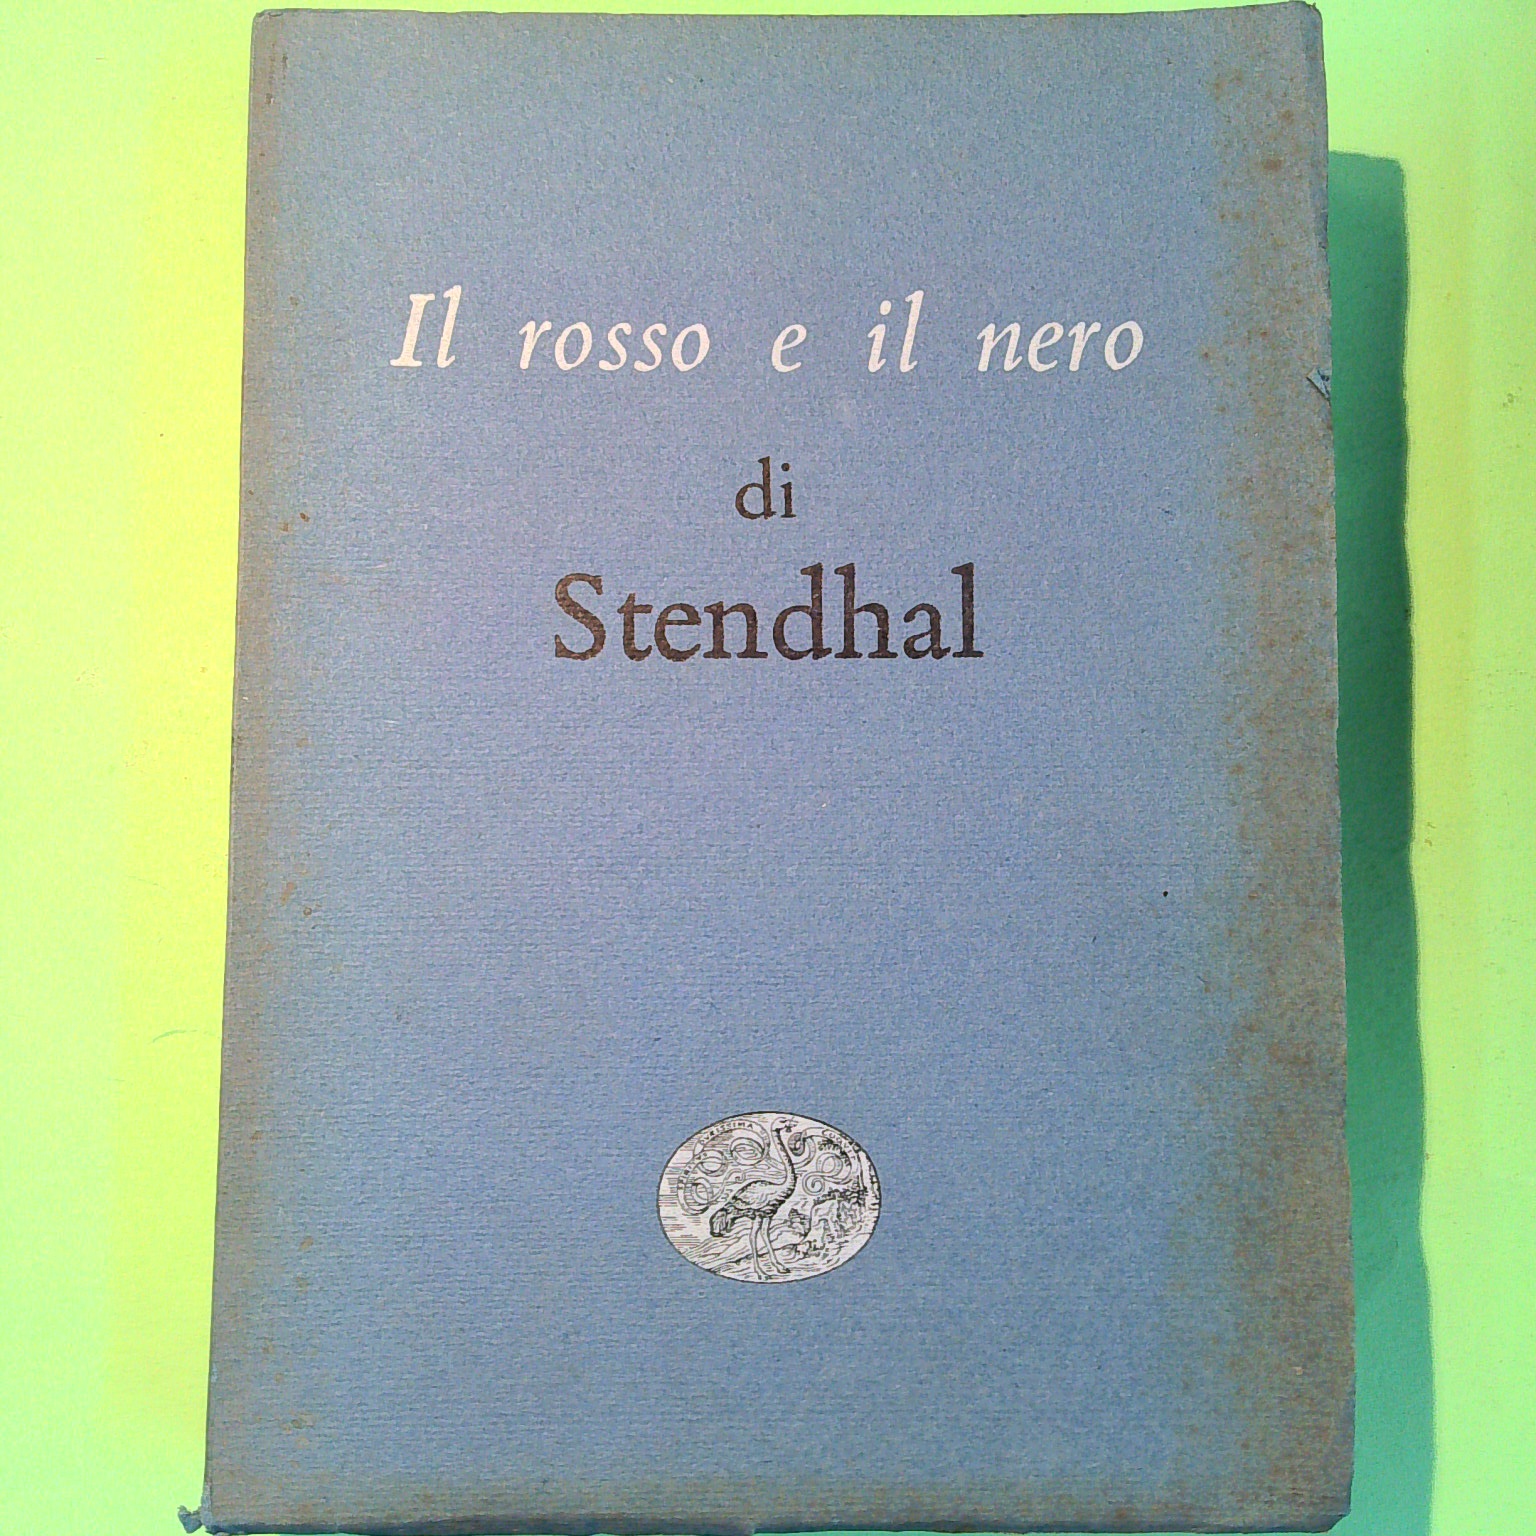 Il rosso e il nero
di
Stendhal